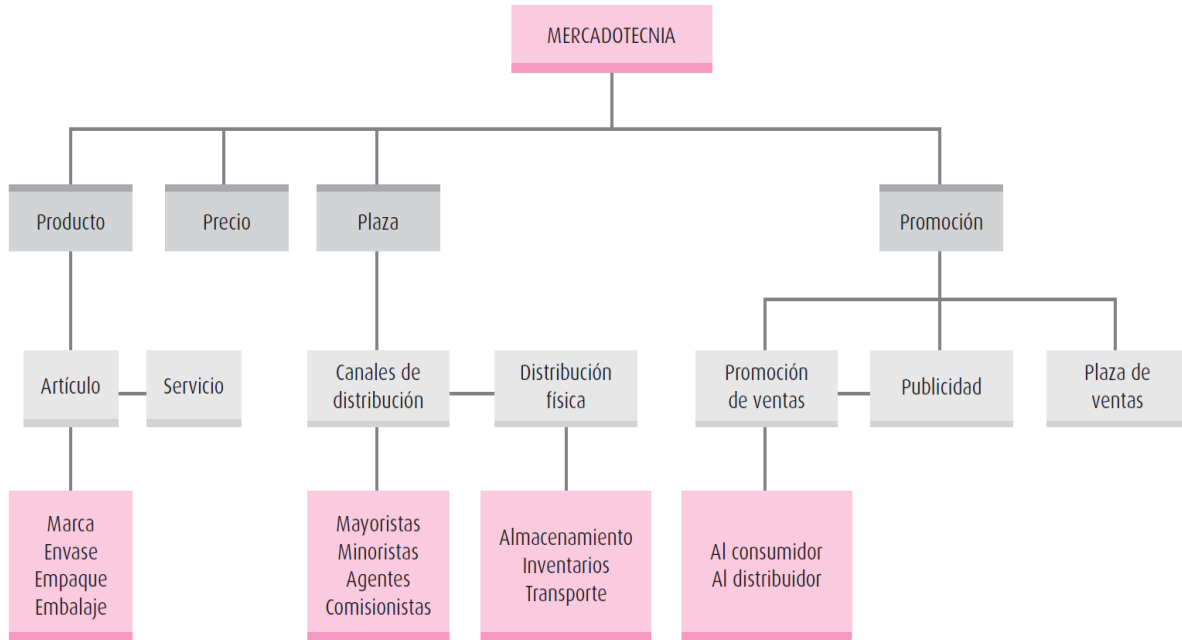 MERCADOTECNIA
Producto
Precio
Plaza
Promoción
Artículo
Servicio
Canales de
distribución
Distribución
física
Promoción
de ventas
Publicidad
Plaza de
ventas
Marca
Envase
Empaque
Embalaje
Mayoristas
Minoristas
Agentes
Comisionistas
Almacenamiento
Inventarios
Transporte
Al consumidor
Al distribuidor